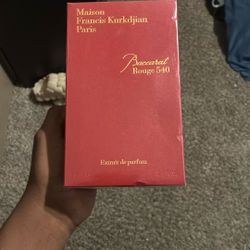 Maison
Francis Kurkdjian
Paris
Baccarat
Rouge 540
Extrait de parfum